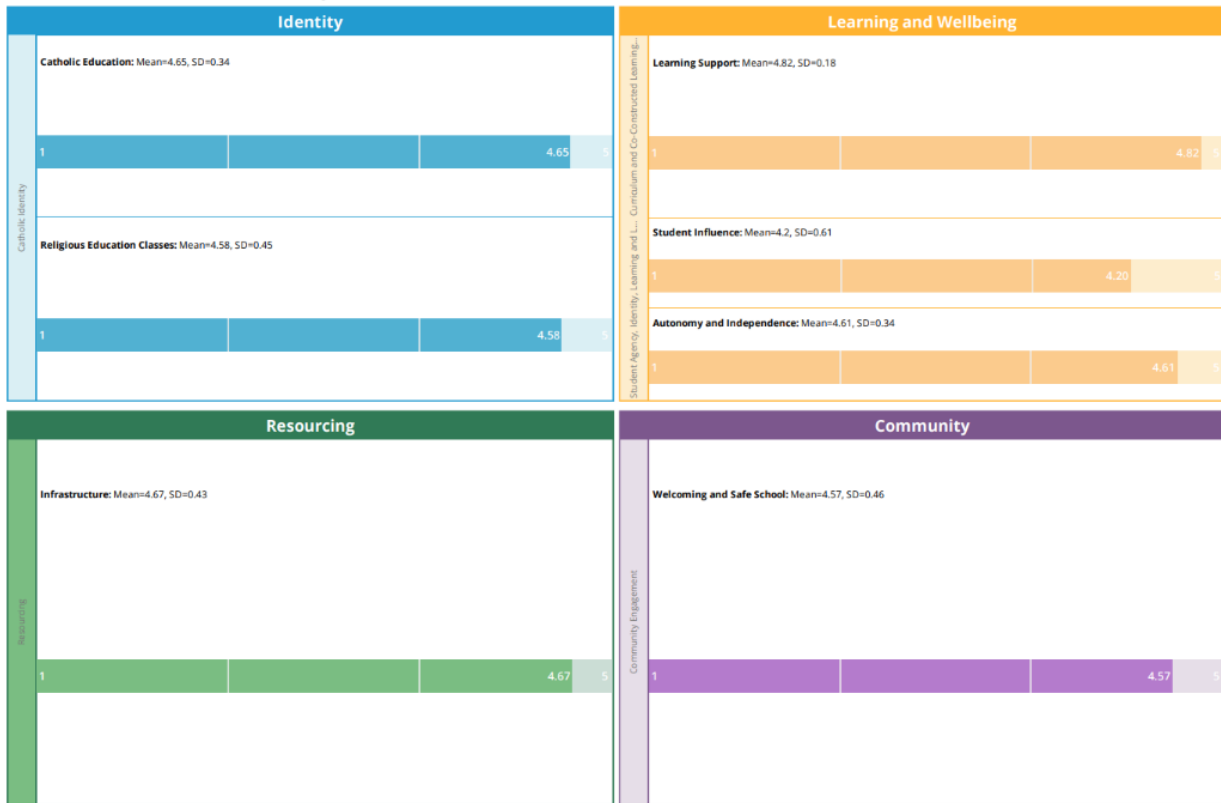 Identity
Catholic Identity
Catholic Education: Mean=4.65, SD=0.34
1 4.65 5
Religious Education Classes: Mean=4.58, SD=0.45
1 4.58 5
Learning and Wellbeing
Curriculum and Co-Constructed Learning...
Student Agency, Identity, Learning and L...
Learning Support: Mean=4.82, SD=0.18
1 4.82 5
Student Influence: Mean=4.2, SD=0.61
1 4.20 5
Autonomy and Independence: Mean=4.61, SD=0.34
1 4.61 5
Resourcing
Resourcing
Infrastructure: Mean=4.67, SD=0.43
1 4.67 5
Community
Community Engagement
Welcoming and Safe School: Mean=4.57, SD=0.46
1 4.57 5